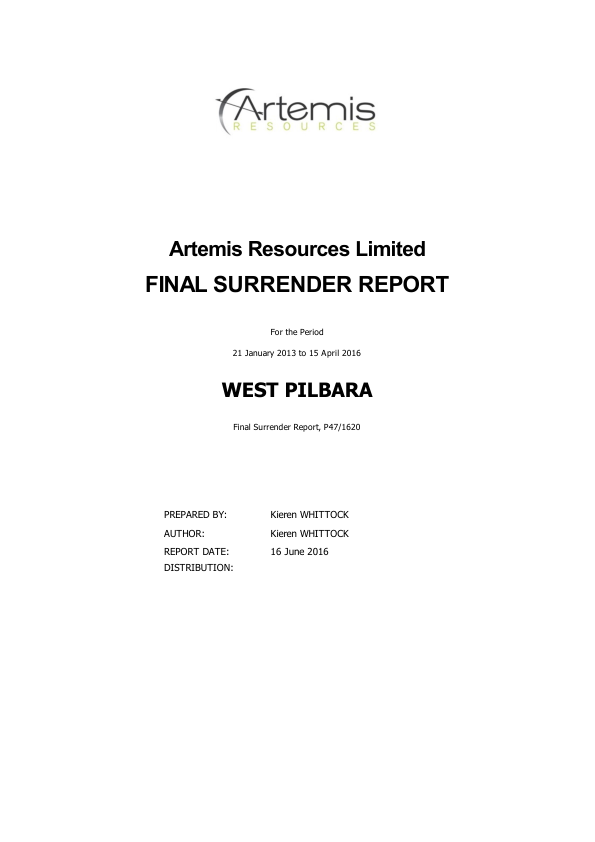 Artemis
RESOURCES
Artemis Resources Limited
FINAL SURRENDER REPORT
For the Period
21 January 2013 to 15 April 2016
WEST PILBARA
Final Surrender Report, P47/1620
PREPARED BY: Kieren WHITTOCK
AUTHOR: Kieren WHITTOCK
REPORT DATE: 16 June 2016
DISTRIBUTION: